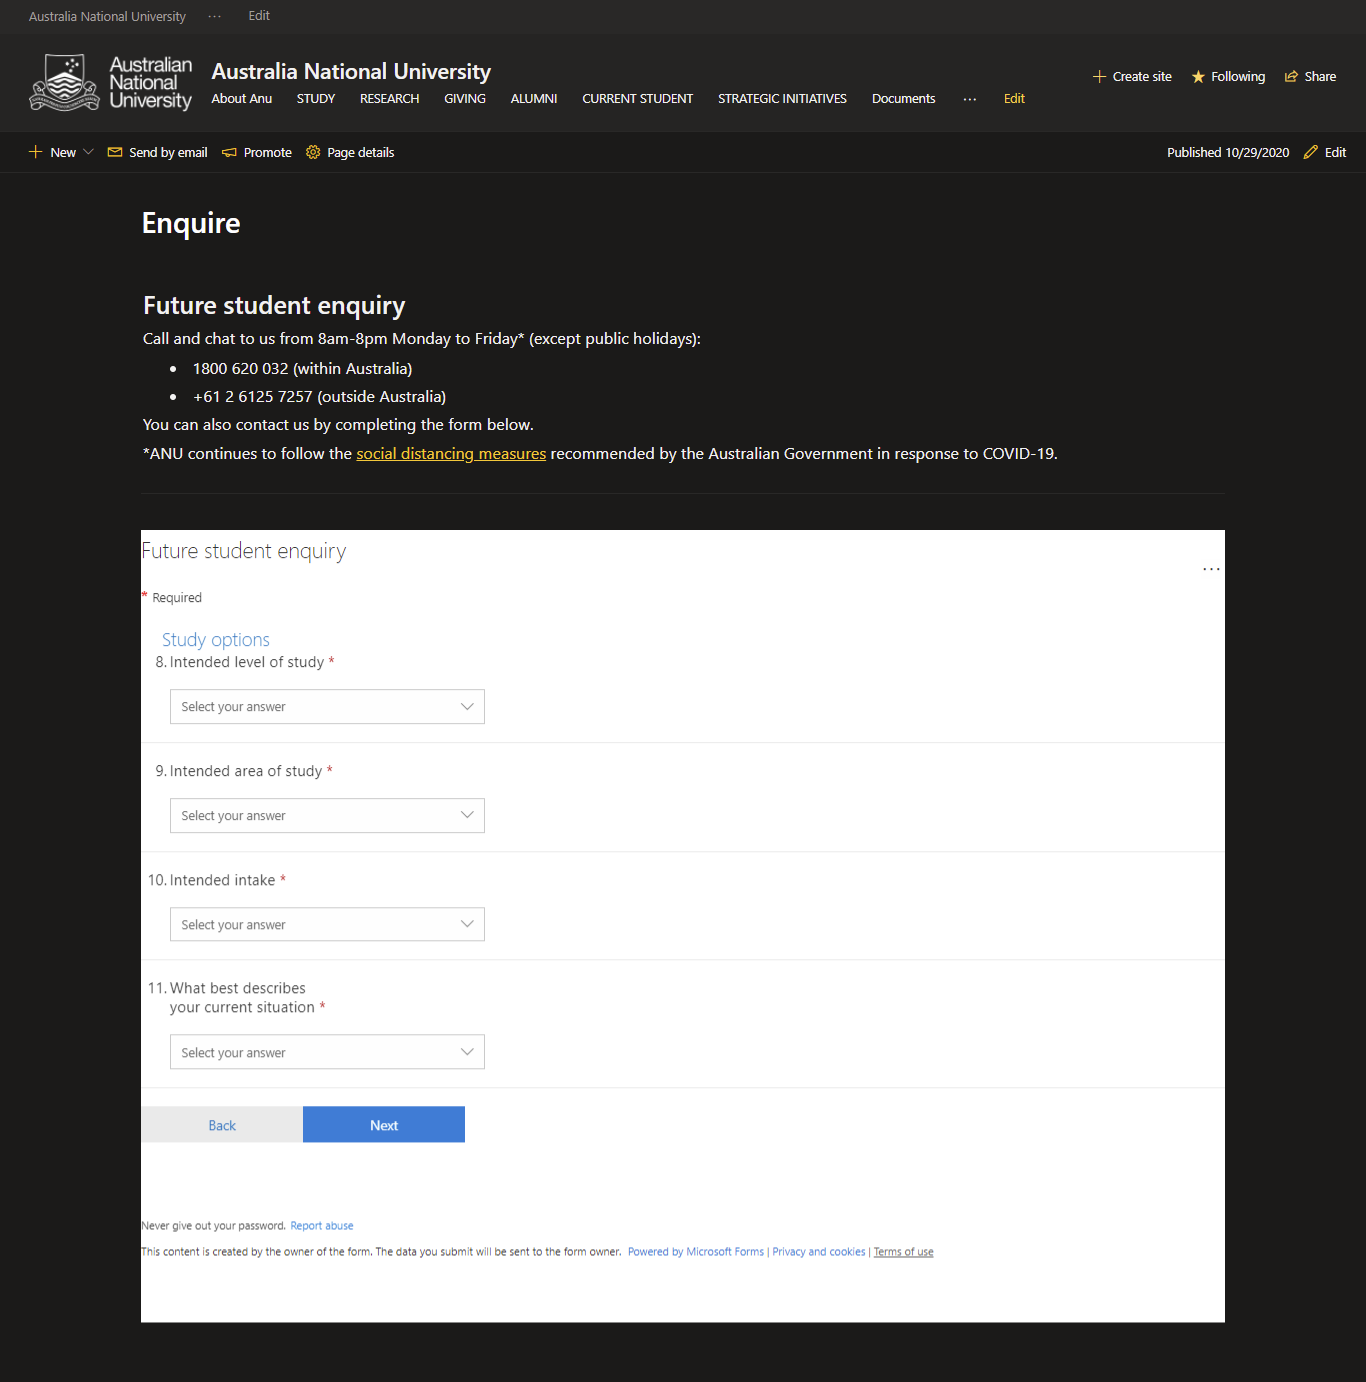 Australia National University ... Edit
Australian
National
University
Australia National University
About Anu STUDY RESEARCH GIVING ALUMNI CURRENT STUDENT STRATEGIC INITIATIVES Documents ... Edit
Create site Following Share
New Send by email Promote Page details Published 10/29/2020 Edit
Enquire
Future student enquiry
Call and chat to us from 8am-8pm Monday to Friday* (except public holidays):
• 1800 620 032 (within Australia)
• +61 2 6125 7257 (outside Australia)
You can also contact us by completing the form below.
*ANU continues to follow the social distancing measures recommended by the Australian Government in response to COVID-19.
Future student enquiry
...
* Required
Study options
8. Intended level of study *
Select your answer
9. Intended area of study *
Select your answer
10. Intended intake *
Select your answer
11. What best describes
your current situation *
Select your answer
Back Next
Never give out your password. Report abuse
This content is created by the owner of the form. The data you submit will be sent to the form owner. Powered by Microsoft Forms | Privacy and cookies | Terms of use